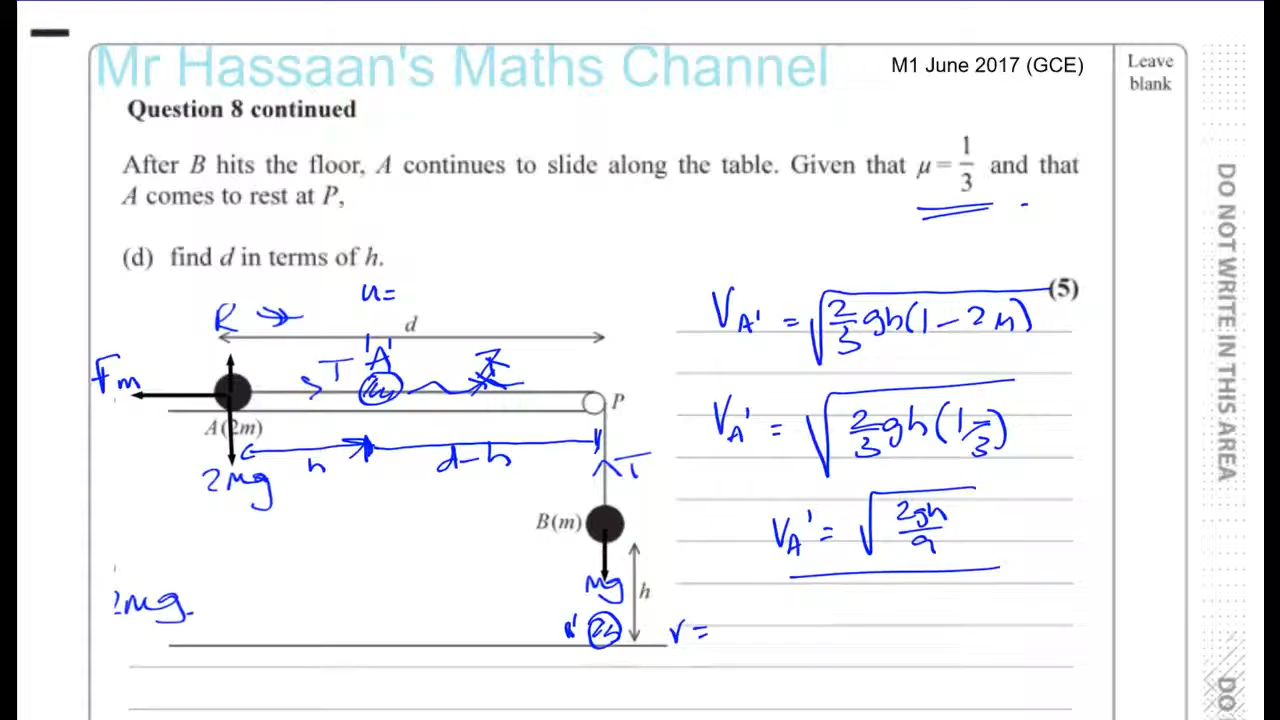 Mr Hassaan's Maths Channel
M1 June 2017 (GCE)
Leave blank
Question 8 continued
After B hits the floor, A continues to slide along the table. Given that μ = 1/3 and that
A comes to rest at P,
(d) find d in terms of h.
(5)
u=
R
d
V_A' = √(2/3 gh(1 - 2μ))
T
A'
Fm
P
A(2m)
V_A' = √(2/3 gh(1/3))
h
d-h
T
2mg
B(m)
V_A' = √(2gh/9)
mg
h
2mg
v =
DO NOT WRITE IN THIS AREA
DO